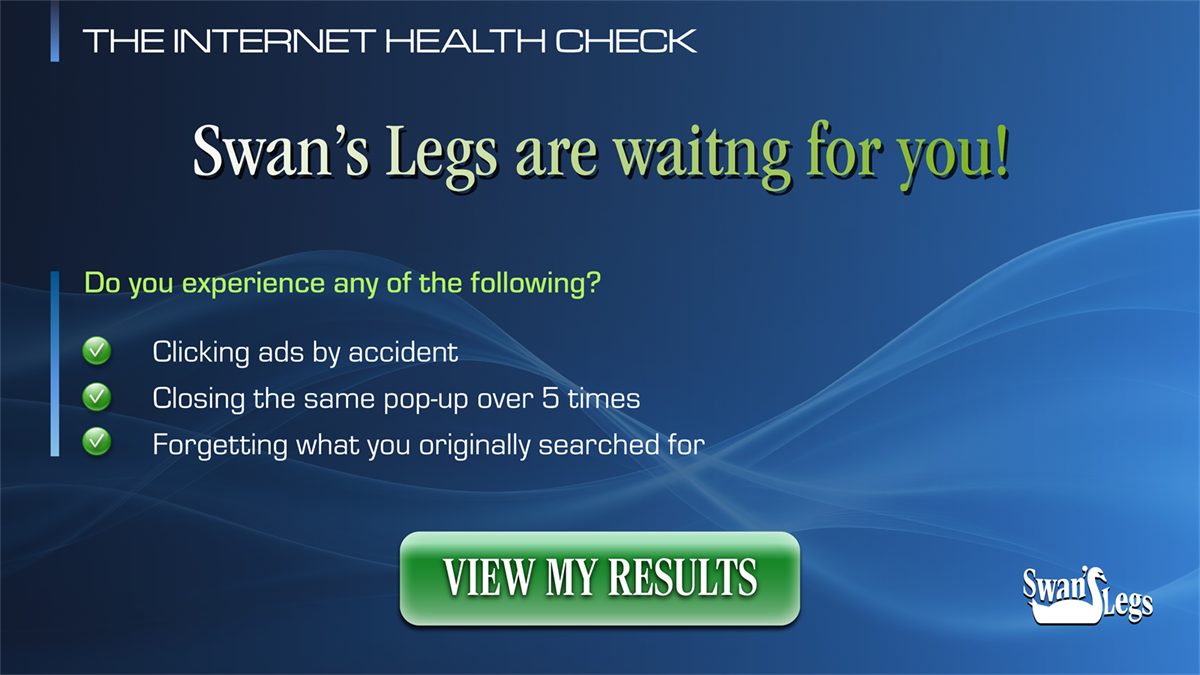 THE INTERNET HEALTH CHECK
Swan’s Legs are waitng for you!
Do you experience any of the following?
Clicking ads by accident
Closing the same pop-up over 5 times
Forgetting what you originally searched for
VIEW MY RESULTS
Swan's
Legs